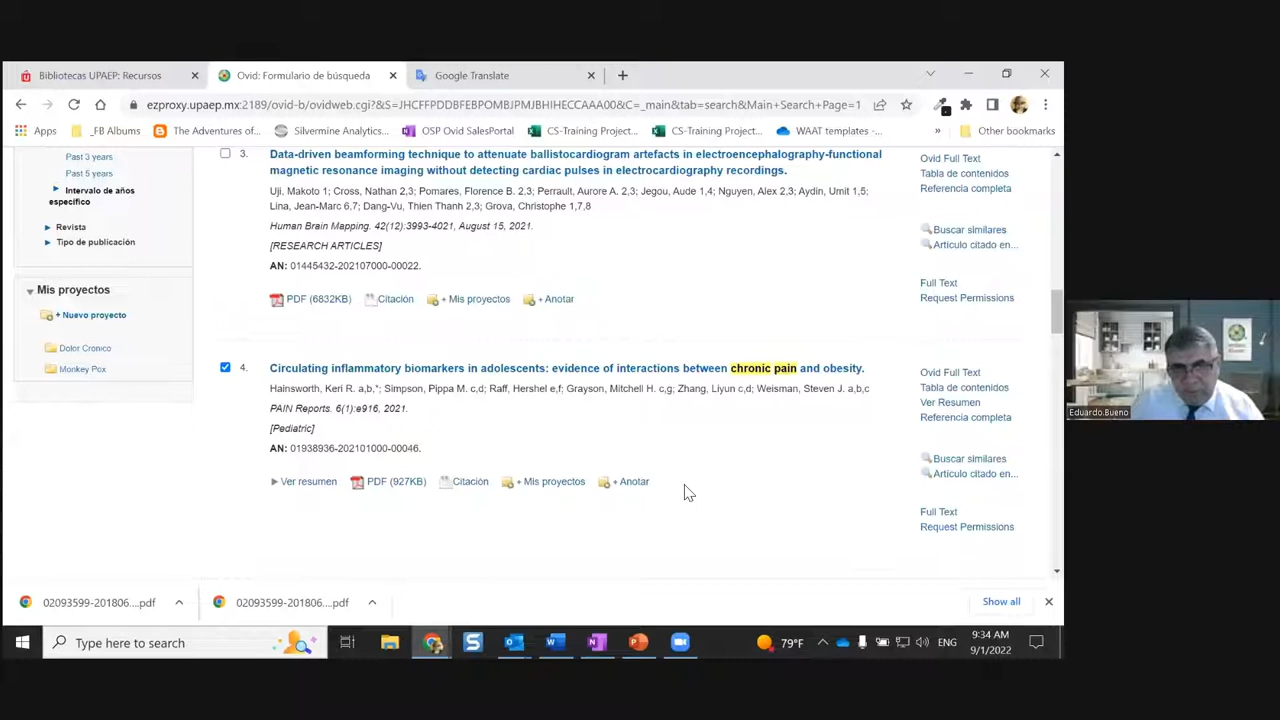 Bibliotecas UPAEP: Recursos
Ovid: Formulario de búsqueda
Google Translate
ezproxy.upaep.mx:2189/ovid-b/ovidweb.cgi?&S=JHCFFPDDBFEBPOMBJPMJBHIHECCAAA00&C=_main&tab=search&Main+Search+Page=1
Apps
_FB Albums
The Adventures of...
Silvermine Analytic...
OSP Ovid SalesPortal
CS-Training Project...
CS-Training Project...
WAAT templates -...
»
Other bookmarks
Past 3 years
Past 5 years
Intervalo de años
específico
Revista
Tipo de publicación
Mis proyectos
+ Nuevo proyecto
Dolor Cronico
Monkey Pox
3. Data-driven beamforming technique to attenuate ballistocardiogram artefacts in electroencephalography-functional
magnetic resonance imaging without detecting cardiac pulses in electrocardiography recordings.
Uji, Makoto 1; Cross, Nathan 2,3; Pomares, Florence B. 2,3; Perrault, Aurore A. 2,3; Jegou, Aude 1,4; Nguyen, Alex 2,3; Aydin, Umit 1,5;
Lina, Jean-Marc 6,7; Dang-Vu, Thien Thanh 2,3; Grova, Christophe 1,7,8
Human Brain Mapping. 42(12):3993-4021, August 15, 2021.
[RESEARCH ARTICLES]
AN: 01445432-202107000-00022.
PDF (6832KB) Citación + Mis proyectos + Anotar
Ovid Full Text
Tabla de contenidos
Referencia completa
Buscar similares
Artículo citado en...
Full Text
Request Permissions
4. Circulating inflammatory biomarkers in adolescents: evidence of interactions between chronic pain and obesity.
Hainsworth, Keri R. a,b,*; Simpson, Pippa M. c,d; Raff, Hershel e,f; Grayson, Mitchell H. c,g; Zhang, Liyun c,d; Weisman, Steven J. a,b,c
PAIN Reports. 6(1):e916, 2021.
[Pediatric]
AN: 01938936-202101000-00046.
Ver resumen PDF (927KB) Citación + Mis proyectos + Anotar
Ovid Full Text
Tabla de contenidos
Ver Resumen
Referencia completa
Buscar similares
Artículo citado en...
Full Text
Request Permissions
Eduardo.Bueno
02093599-201806....pdf
02093599-201806....pdf
Show all
Type here to search
79°F
ENG
9:34 AM
9/1/2022